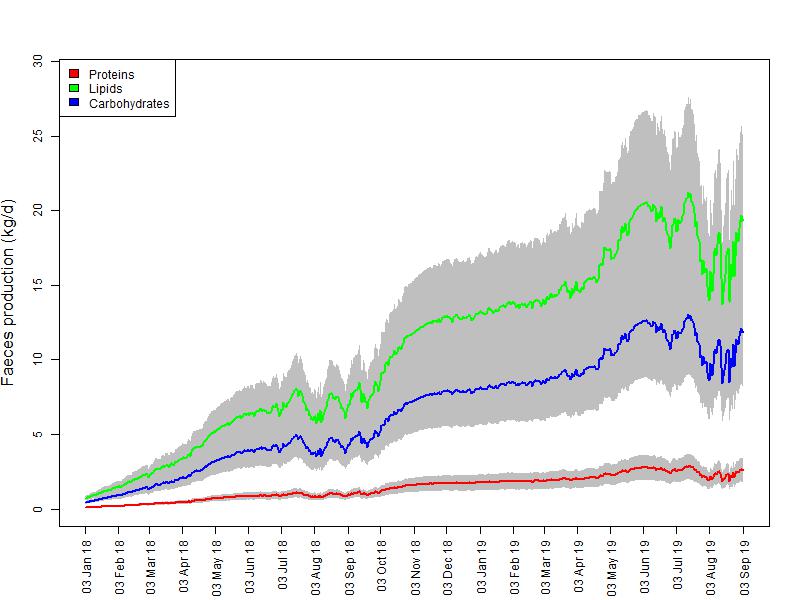 Proteins
Lipids
Carbohydrates
Faeces production (kg/d)
30
25
20
15
10
5
0
03 Jan 18
03 Feb 18
03 Mar 18
03 Apr 18
03 May 18
03 Jun 18
03 Jul 18
03 Aug 18
03 Sep 18
03 Oct 18
03 Nov 18
03 Dec 18
03 Jan 19
03 Feb 19
03 Mar 19
03 Apr 19
03 May 19
03 Jun 19
03 Jul 19
03 Aug 19
03 Sep 19